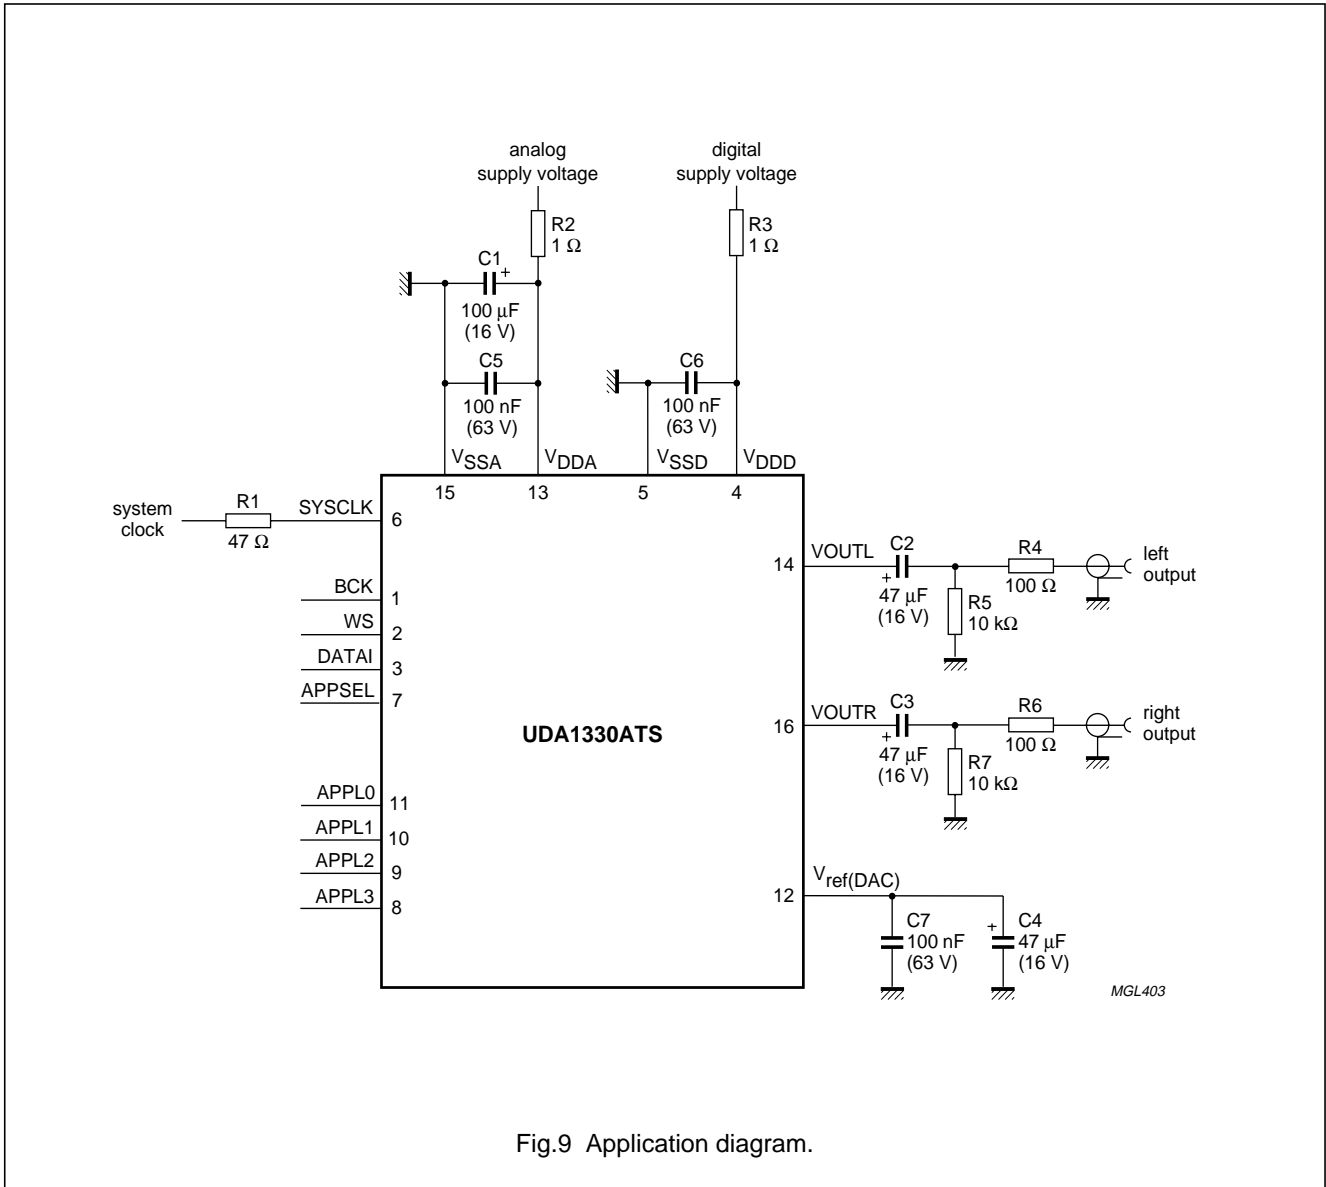 analog
supply voltage
digital
supply voltage
R2
1 Ω
R3
1 Ω
C1
+
100 µF
(16 V)
C5
100 nF
(63 V)
C6
100 nF
(63 V)
VSSA
VDDA
VSSD
VDDD
15
13
5
4
system
clock
R1
47 Ω
SYSCLK
6
BCK
1
WS
2
DATAI
3
APPSEL
7
UDA1330ATS
APPL0
11
APPL1
10
APPL2
9
APPL3
8
14
VOUTL
C2
+
47 µF
(16 V)
R5
10 kΩ
R4
100 Ω
left
output
16
VOUTR
C3
+
47 µF
(16 V)
R7
10 kΩ
R6
100 Ω
right
output
12
Vref(DAC)
C7
100 nF
(63 V)
+
C4
47 µF
(16 V)
MGL403
Fig.9 Application diagram.